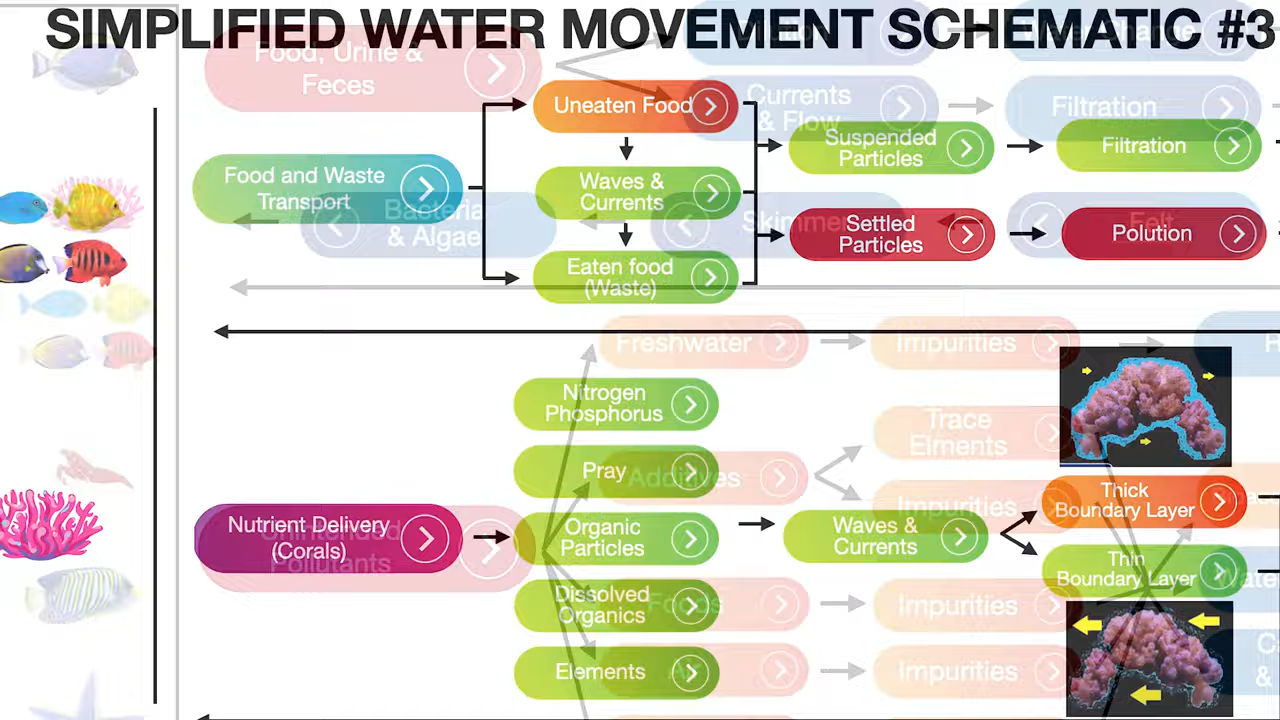 SIMPLIFIED WATER MOVEMENT SCHEMATIC #3
Food, Urine &
Feces
Uneaten Food
Currents
& Flow
Filtration
Suspended
Particles
Filtration
Food and Waste
Transport
Waves &
Currents
Bacteria
& Algae
Skimmer
Settled
Particles
Felt
Polution
Eaten food
(Waste)
Freshwater
Impurities
Nitrogen
Phosphorus
Trace
Elments
Pray
Additives
Impurities
Thick
Boundary Layer
Nutrient Delivery
(Corals)
Unintended
Pollutants
Organic
Particles
Waves &
Currents
Thin
Boundary Layer
Dissolved
Organics
Foods
Impurities
Elements
Impurities